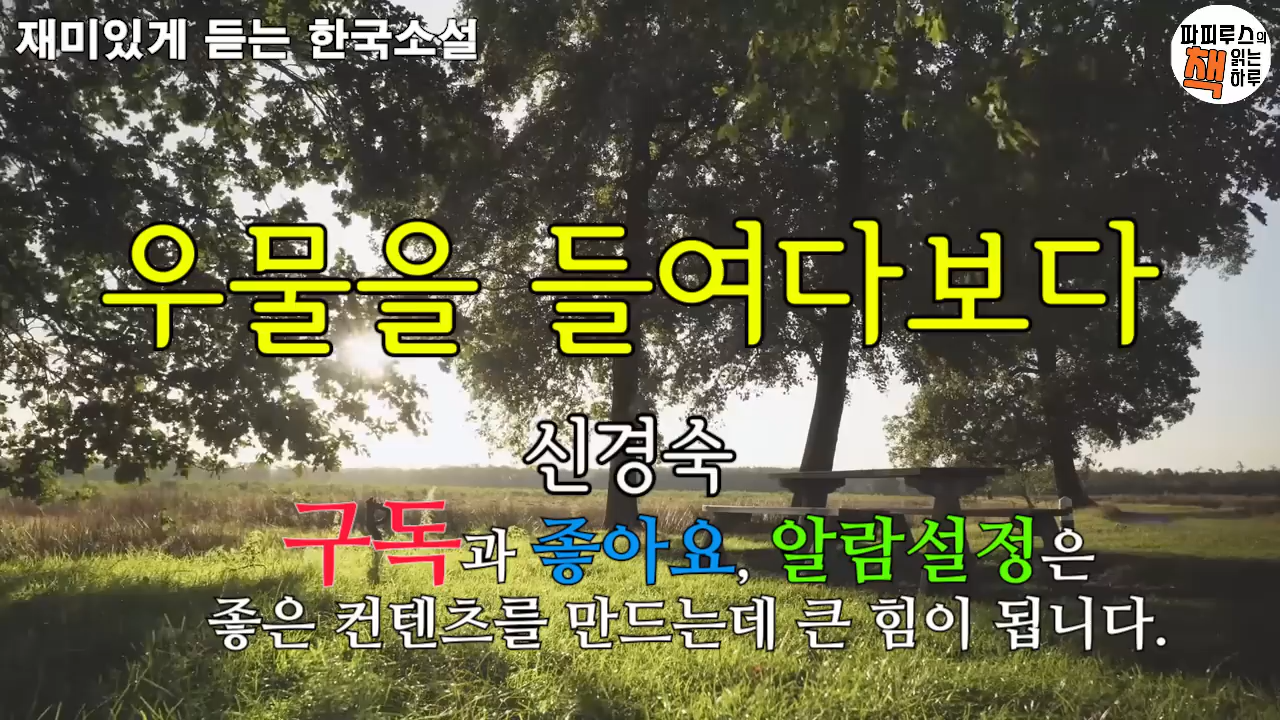 재미있게 듣는 한국소설
파피루스의
책 읽는
하루
우물을 들여다보다
신경숙
구독과 좋아요, 알람설정은
좋은 컨텐츠를 만드는데 큰 힘이 됩니다.